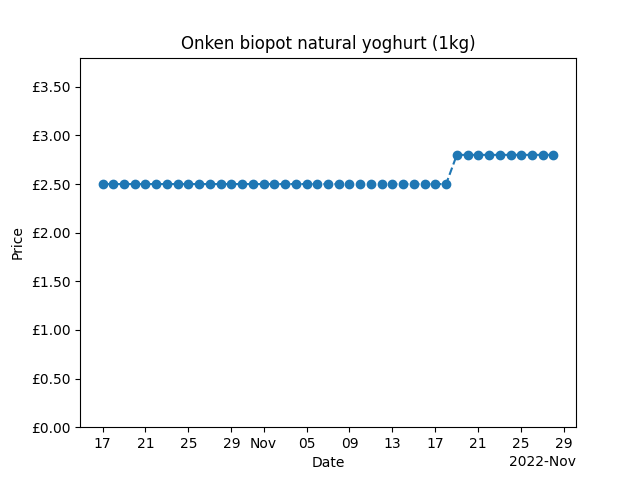 Onken biopot natural yoghurt (1kg)
£3.50
£3.00
£2.50
£2.00
£1.50
£1.00
£0.50
£0.00
Price
17 21 25 29 Nov 05 09 13 17 21 25 29
Date
2022-Nov